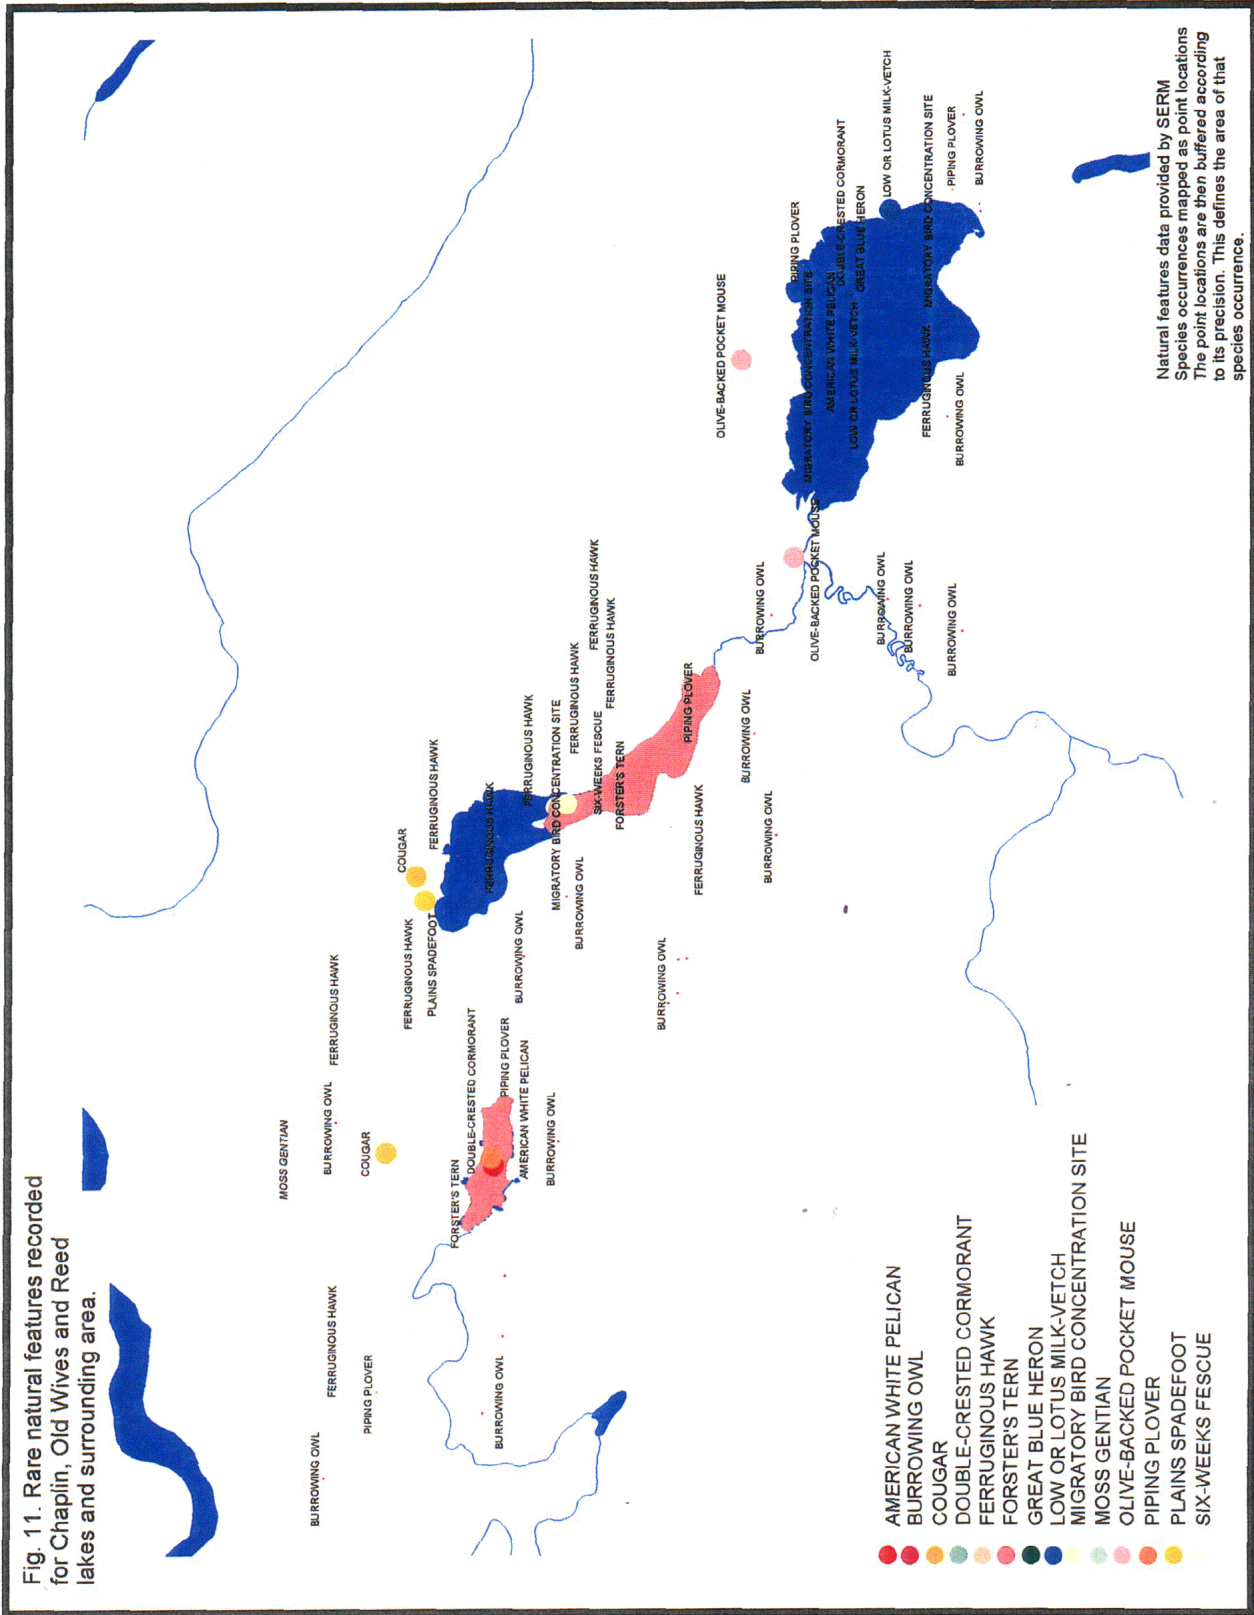 Fig. 11. Rare natural features recorded
for Chaplin, Old Wives and Reed
lakes and surrounding area.
BURROWING OWL
FERRUGINOUS HAWK
PIPING PLOVER
BURROWING OWL
MOSS GENTIAN
BURROWING OWL
FERRUGINOUS HAWK
COUGAR
FORSTER'S TERN
DOUBLE-CRESTED CORMORANT
PIPING PLOVER
AMERICAN WHITE PELICAN
BURROWING OWL
FERRUGINOUS HAWK
PLAINS SPADEFOOT
COUGAR
FERRUGINOUS HAWK
FERRUGINOUS HAWK
BURROWING OWL
FERRUGINOUS HAWK
MIGRATORY BIRD CONCENTRATION SITE
BURROWING OWL
FERRUGINOUS HAWK
SIX-WEEKS FESCUE
FERRUGINOUS HAWK
FERRUGINOUS HAWK
FORSTER'S TERN
BURROWING OWL
PIPING PLOVER
FERRUGINOUS HAWK
BURROWING OWL
BURROWING OWL
BURROWING OWL
OLIVE-BACKED POCKET MOUSE
BURROWING OWL
BURROWING OWL
BURROWING OWL
OLIVE-BACKED POCKET MOUSE
PIPING PLOVER
MIGRATORY BIRD CONCENTRATION SITE
AMERICAN WHITE PELICAN
DOUBLE-CRESTED CORMORANT
LOW OR LOTUS MILK-VETCH
GREAT BLUE HERON
LOW OR LOTUS MILK-VETCH
FERRUGINOUS HAWK
MIGRATORY BIRD CONCENTRATION SITE
PIPING PLOVER
BURROWING OWL
BURROWING OWL
AMERICAN WHITE PELICAN
BURROWING OWL
COUGAR
DOUBLE-CRESTED CORMORANT
FERRUGINOUS HAWK
FORSTER'S TERN
GREAT BLUE HERON
LOW OR LOTUS MILK-VETCH
MIGRATORY BIRD CONCENTRATION SITE
MOSS GENTIAN
OLIVE-BACKED POCKET MOUSE
PIPING PLOVER
PLAINS SPADEFOOT
SIX-WEEKS FESCUE
Natural features data provided by SERM
Species occurrences mapped as point locations
The point locations are then buffered according
to its precision. This defines the area of that
species occurrence.